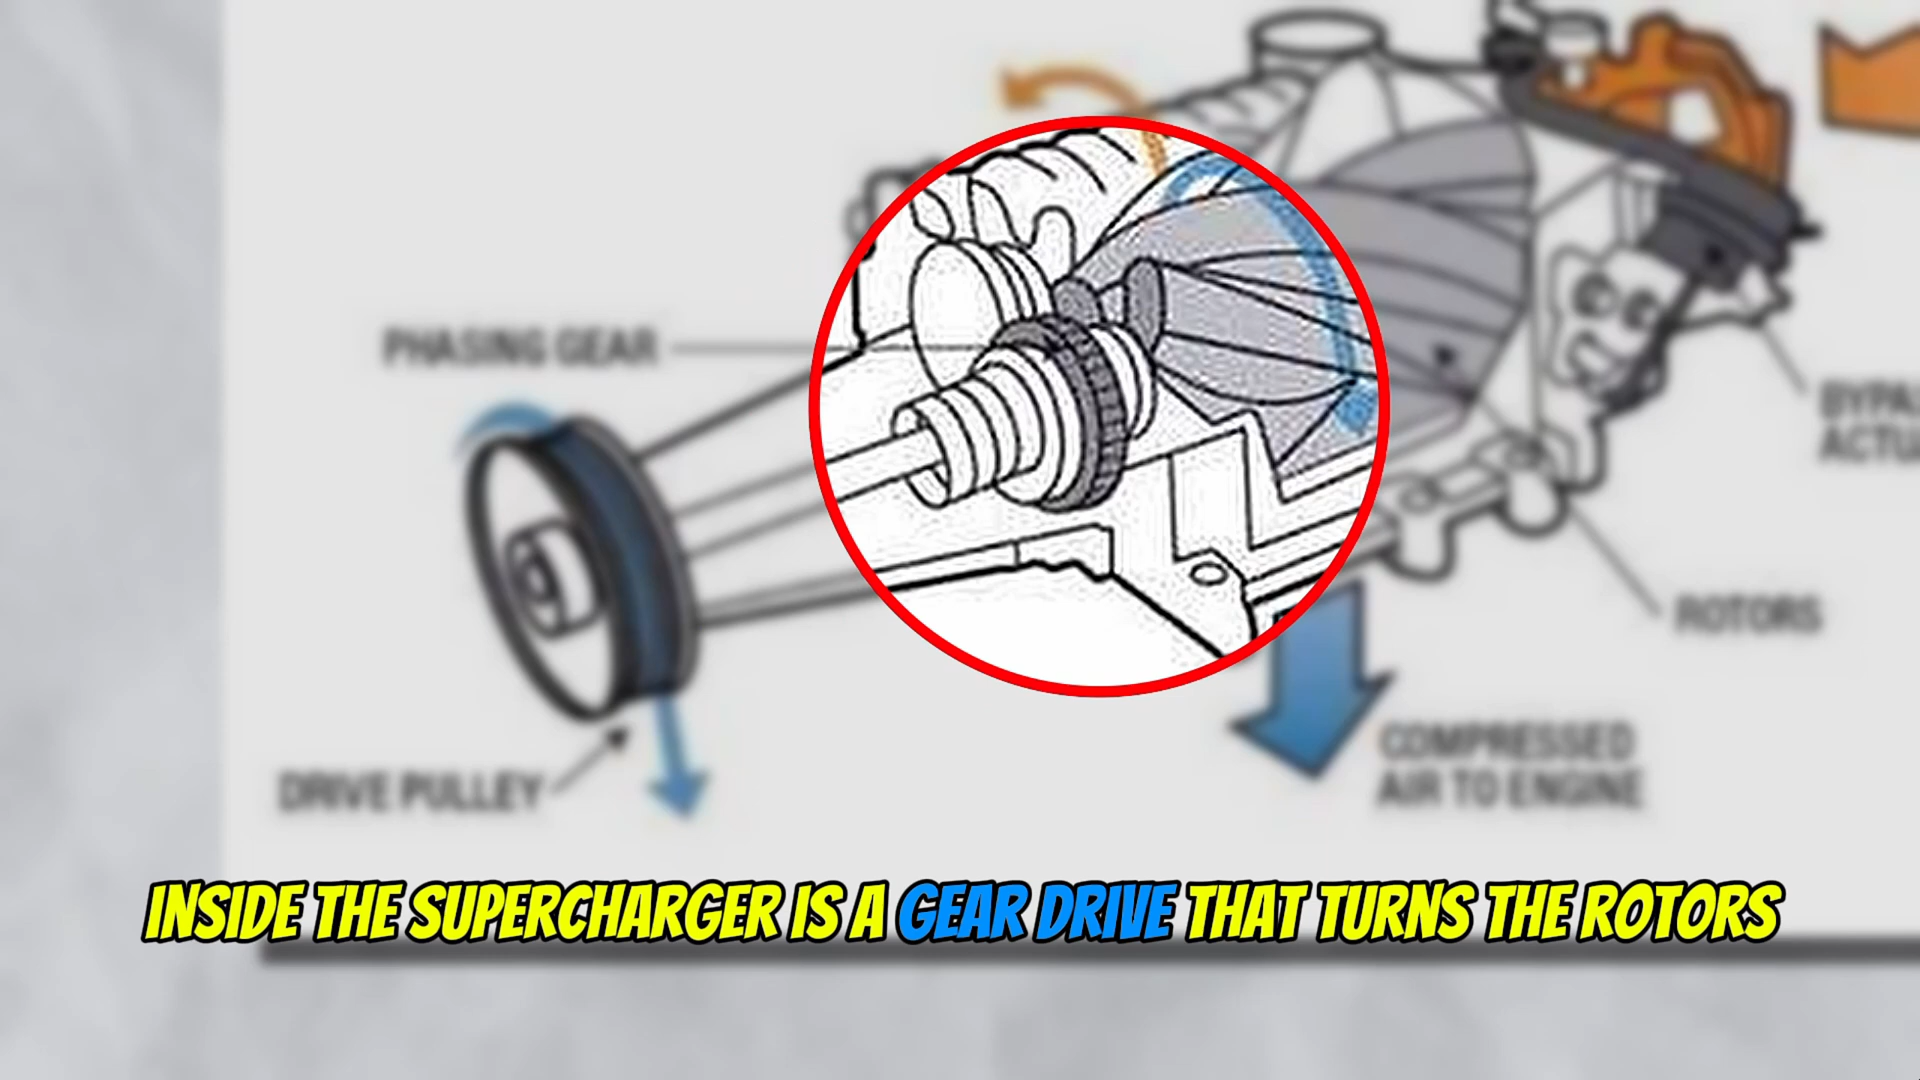 PHASING GEAR
DRIVE PULLEY
ROTORS
COMPRESSED
AIR TO ENGINE
INSIDE THE SUPERCHARGER IS A GEAR DRIVE THAT TURNS THE ROTORS